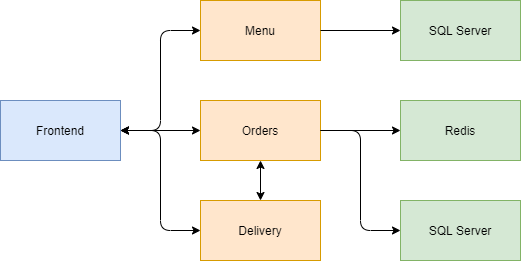 Menu
SQL Server
Frontend
Orders
Redis
Delivery
SQL Server